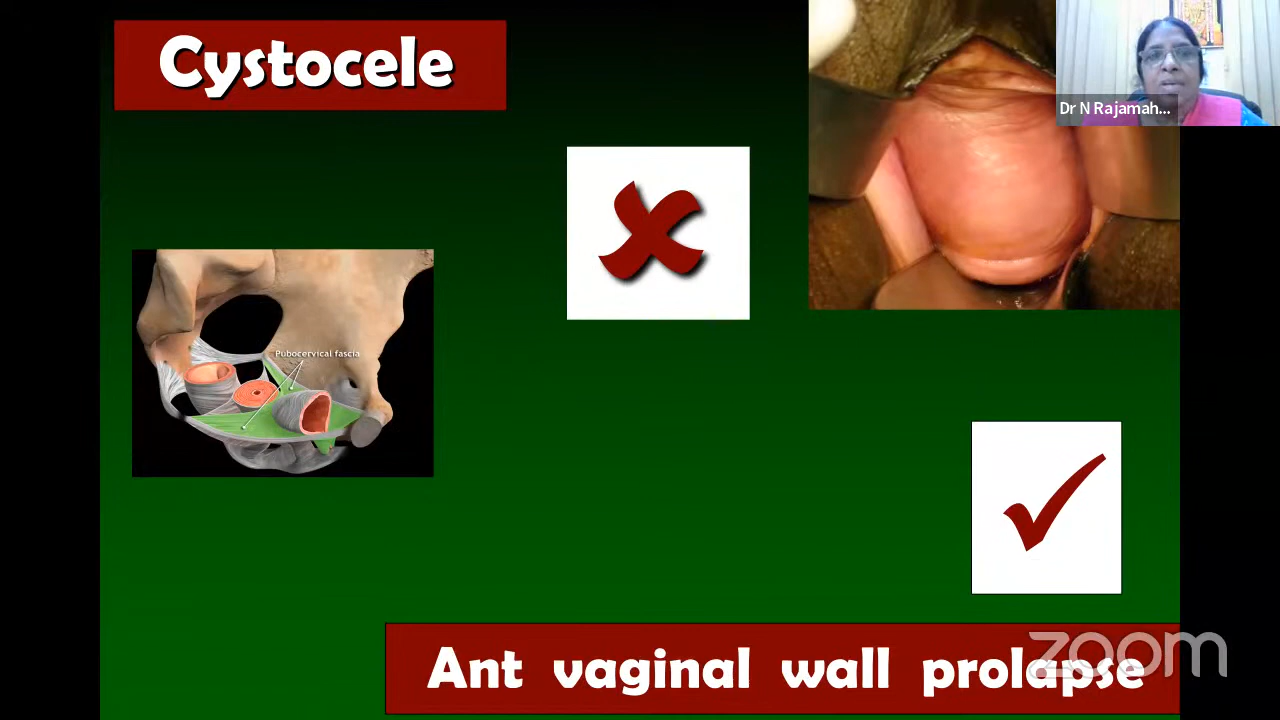 Cystocele
Dr N Rajamah...
Pubocervical fascia
Ant vaginal wall prolapse
zoom